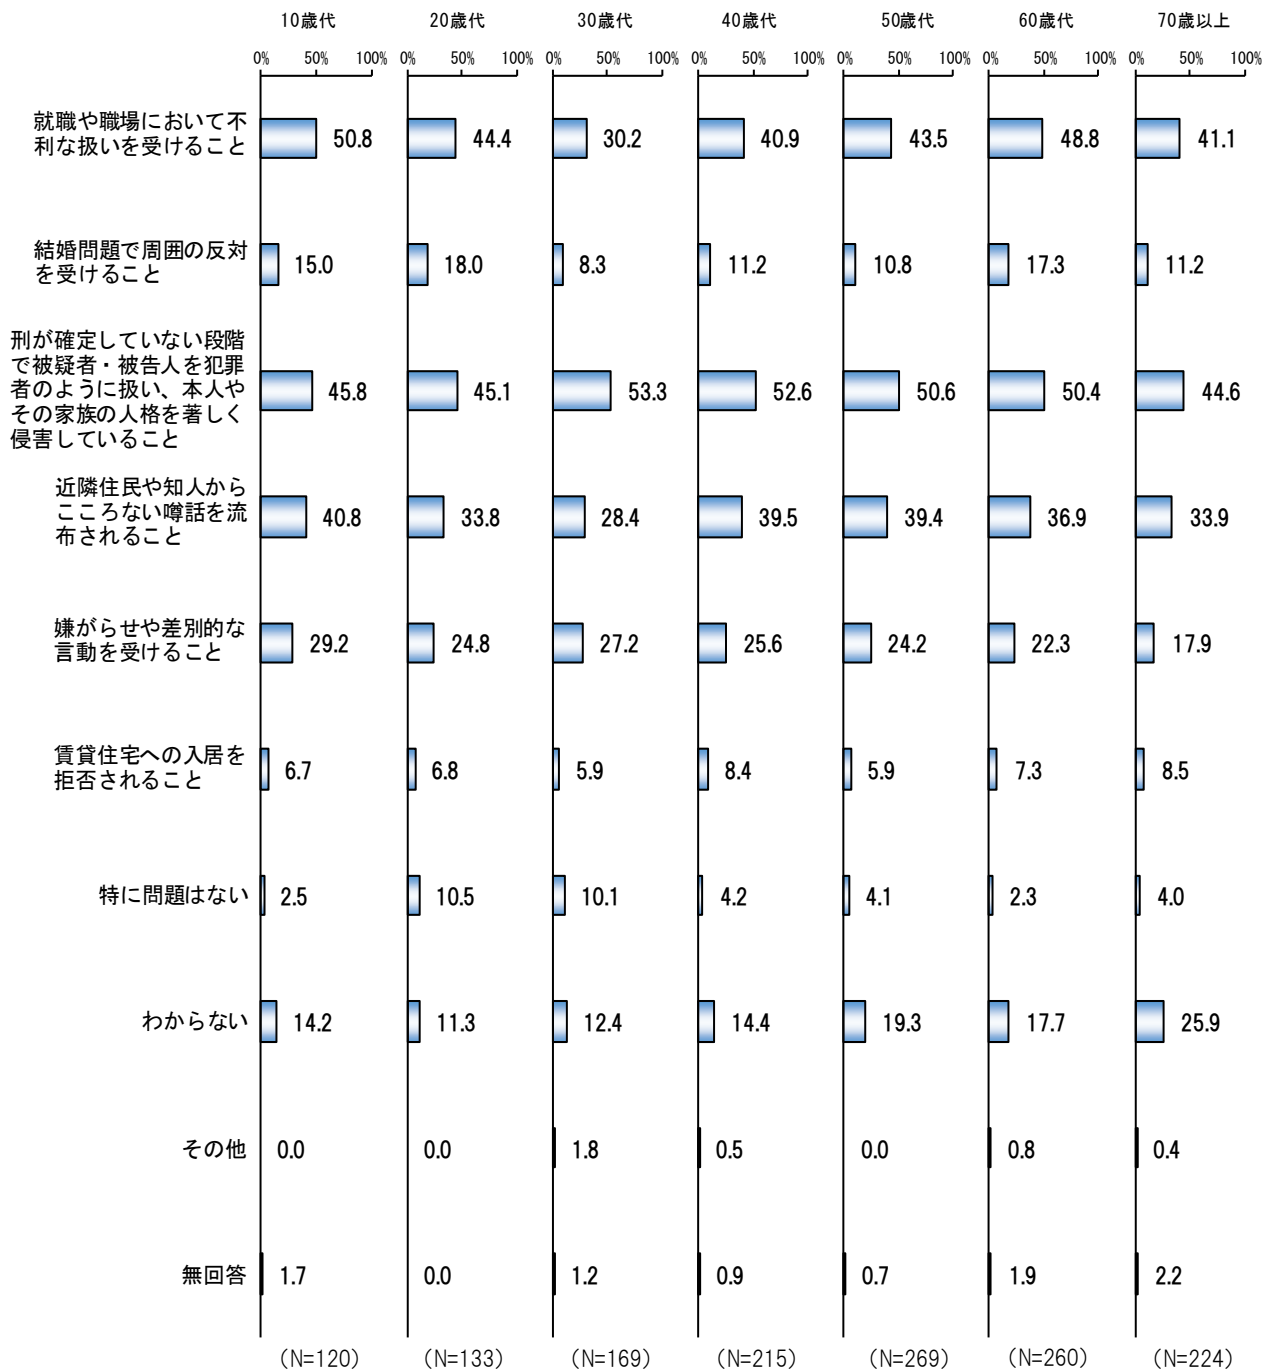 10歳代 20歳代 30歳代 40歳代 50歳代 60歳代 70歳以上
0% 50% 100% 0% 50% 100% 0% 50% 100% 0% 50% 100% 0% 50% 100% 0% 50% 100% 0% 50% 100%
就職や職場において不
利な扱いを受けること
50.8 44.4 30.2 40.9 43.5 48.8 41.1
結婚問題で周囲の反対
を受けること
15.0 18.0 8.3 11.2 10.8 17.3 11.2
刑が確定していない段階
で被疑者・被告人を犯罪
者のように扱い、本人や
その家族の人格を著しく
侵害していること
45.8 45.1 53.3 52.6 50.6 50.4 44.6
近隣住民や知人から
こころない噂話を流
布されること
40.8 33.8 28.4 39.5 39.4 36.9 33.9
嫌がらせや差別的な
言動を受けること
29.2 24.8 27.2 25.6 24.2 22.3 17.9
賃貸住宅への入居を
拒否されること
6.7 6.8 5.9 8.4 5.9 7.3 8.5
特に問題はない 2.5 10.5 10.1 4.2 4.1 2.3 4.0
わからない 14.2 11.3 12.4 14.4 19.3 17.7 25.9
その他 0.0 0.0 1.8 0.5 0.0 0.8 0.4
無回答 1.7 0.0 1.2 0.9 0.7 1.9 2.2
(N=120) (N=133) (N=169) (N=215) (N=269) (N=260) (N=224)